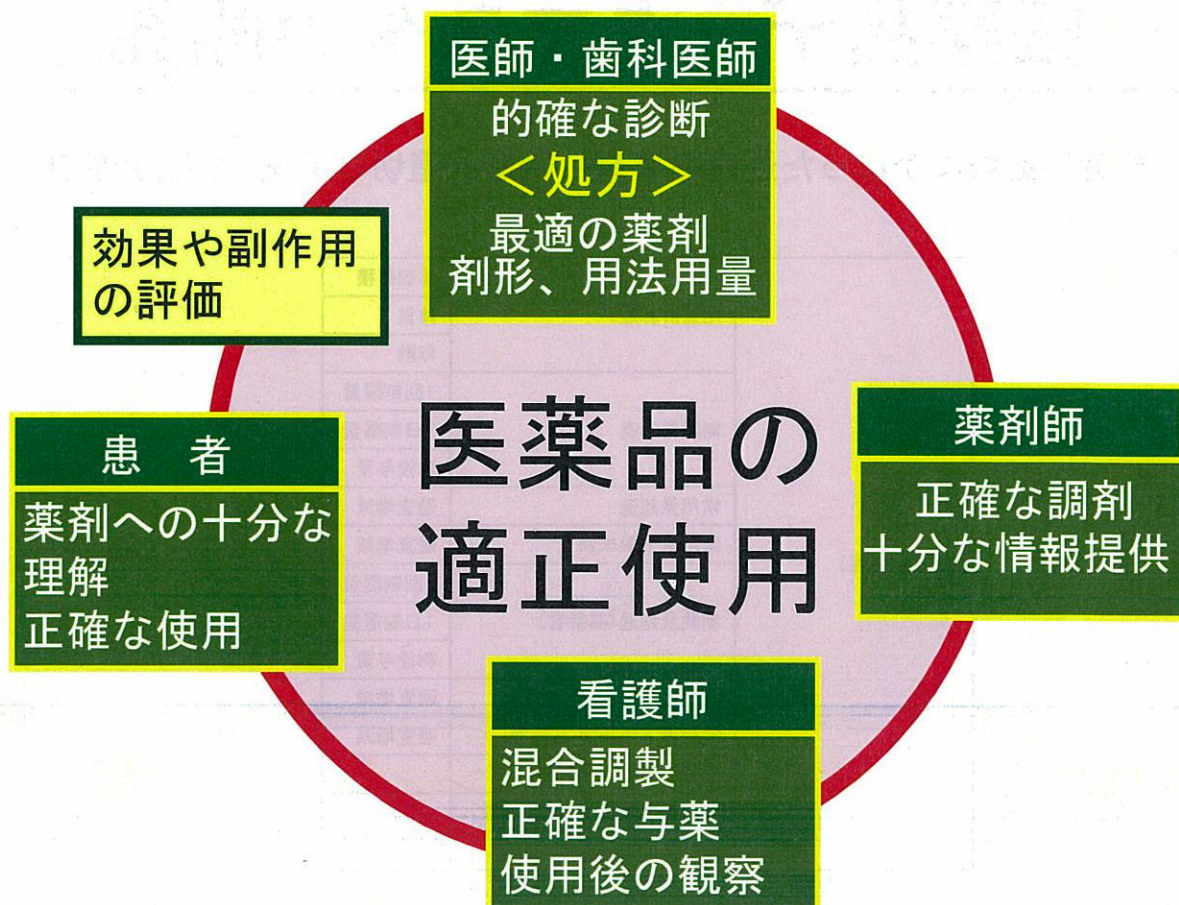 医師・歯科医師
的確な診断
＜処方＞
最適の薬剤
剤形、用法用量
効果や副作用
の評価
医薬品の
適正使用
薬剤師
正確な調剤
十分な情報提供
患　者
薬剤への十分な
理解
正確な使用
看護師
混合調製
正確な与薬
使用後の観察